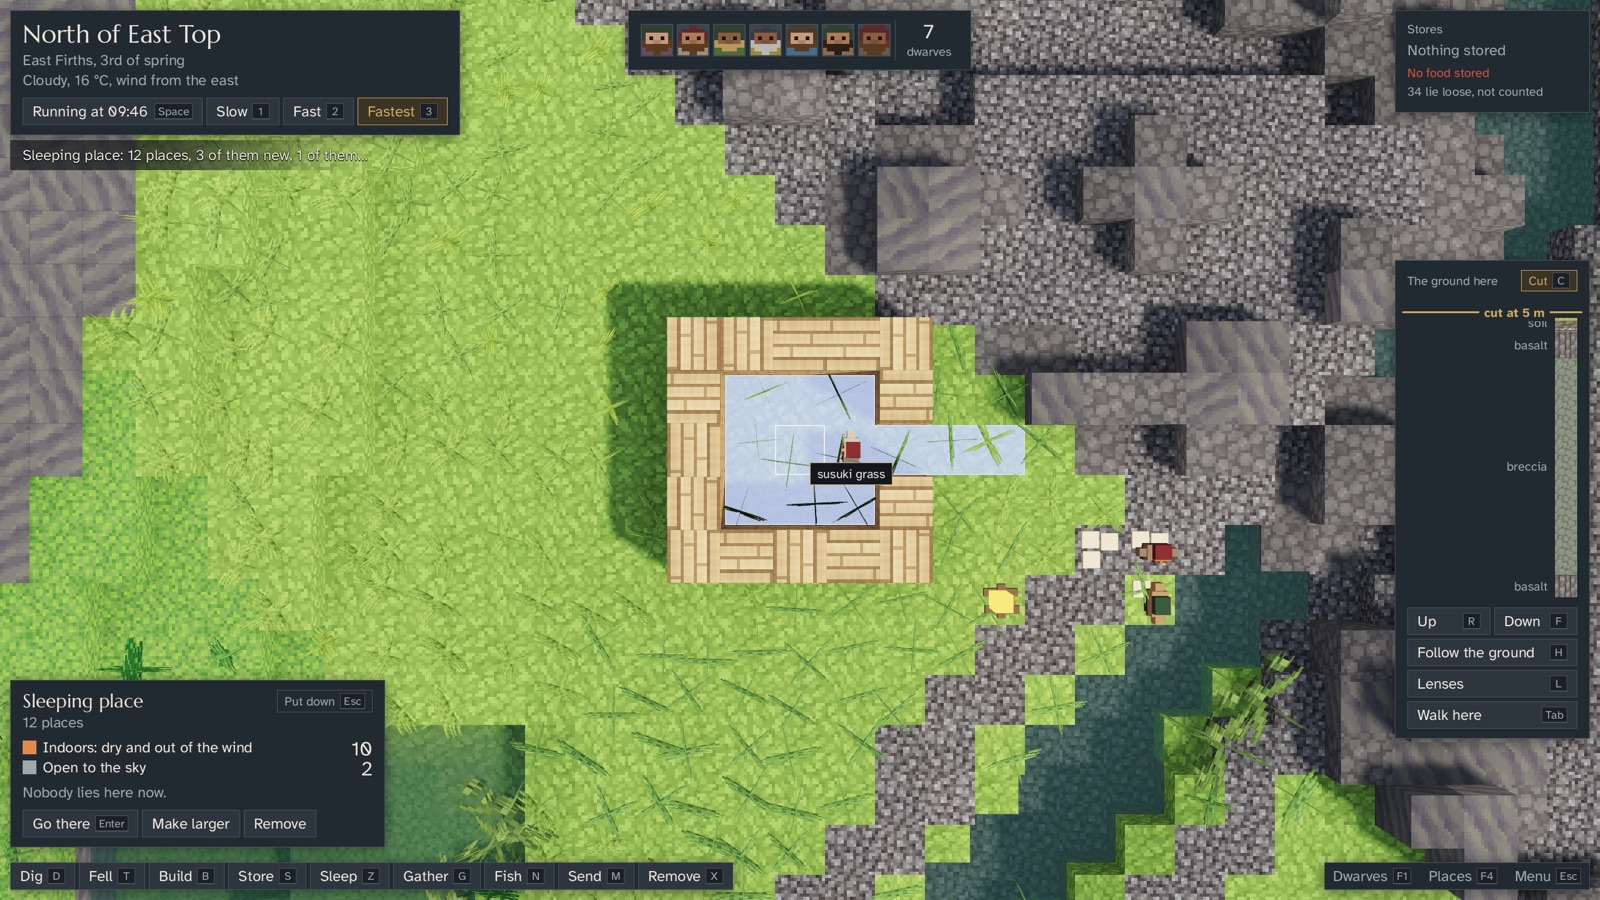 North of East Top
East Firths, 3rd of spring
Cloudy, 16 °C, wind from the east
Running at 09:46 Space
Slow 1
Fast 2
Fastest 3
Sleeping place: 12 places, 3 of them new. 1 of them...
7
dwarves
Stores
Nothing stored
No food stored
34 lie loose, not counted
The ground here
Cut C
cut at 5 m
soil
basalt
breccia
basalt
Up R
Down F
Follow the ground H
Lenses L
Walk here Tab
susuki grass
Sleeping place
Put down Esc
12 places
Indoors: dry and out of the wind 10
Open to the sky 2
Nobody lies here now.
Go there Enter
Make larger
Remove
Dig D
Fell T
Build B
Store S
Sleep Z
Gather G
Fish N
Send M
Remove X
Dwarves F1
Places F4
Menu Esc